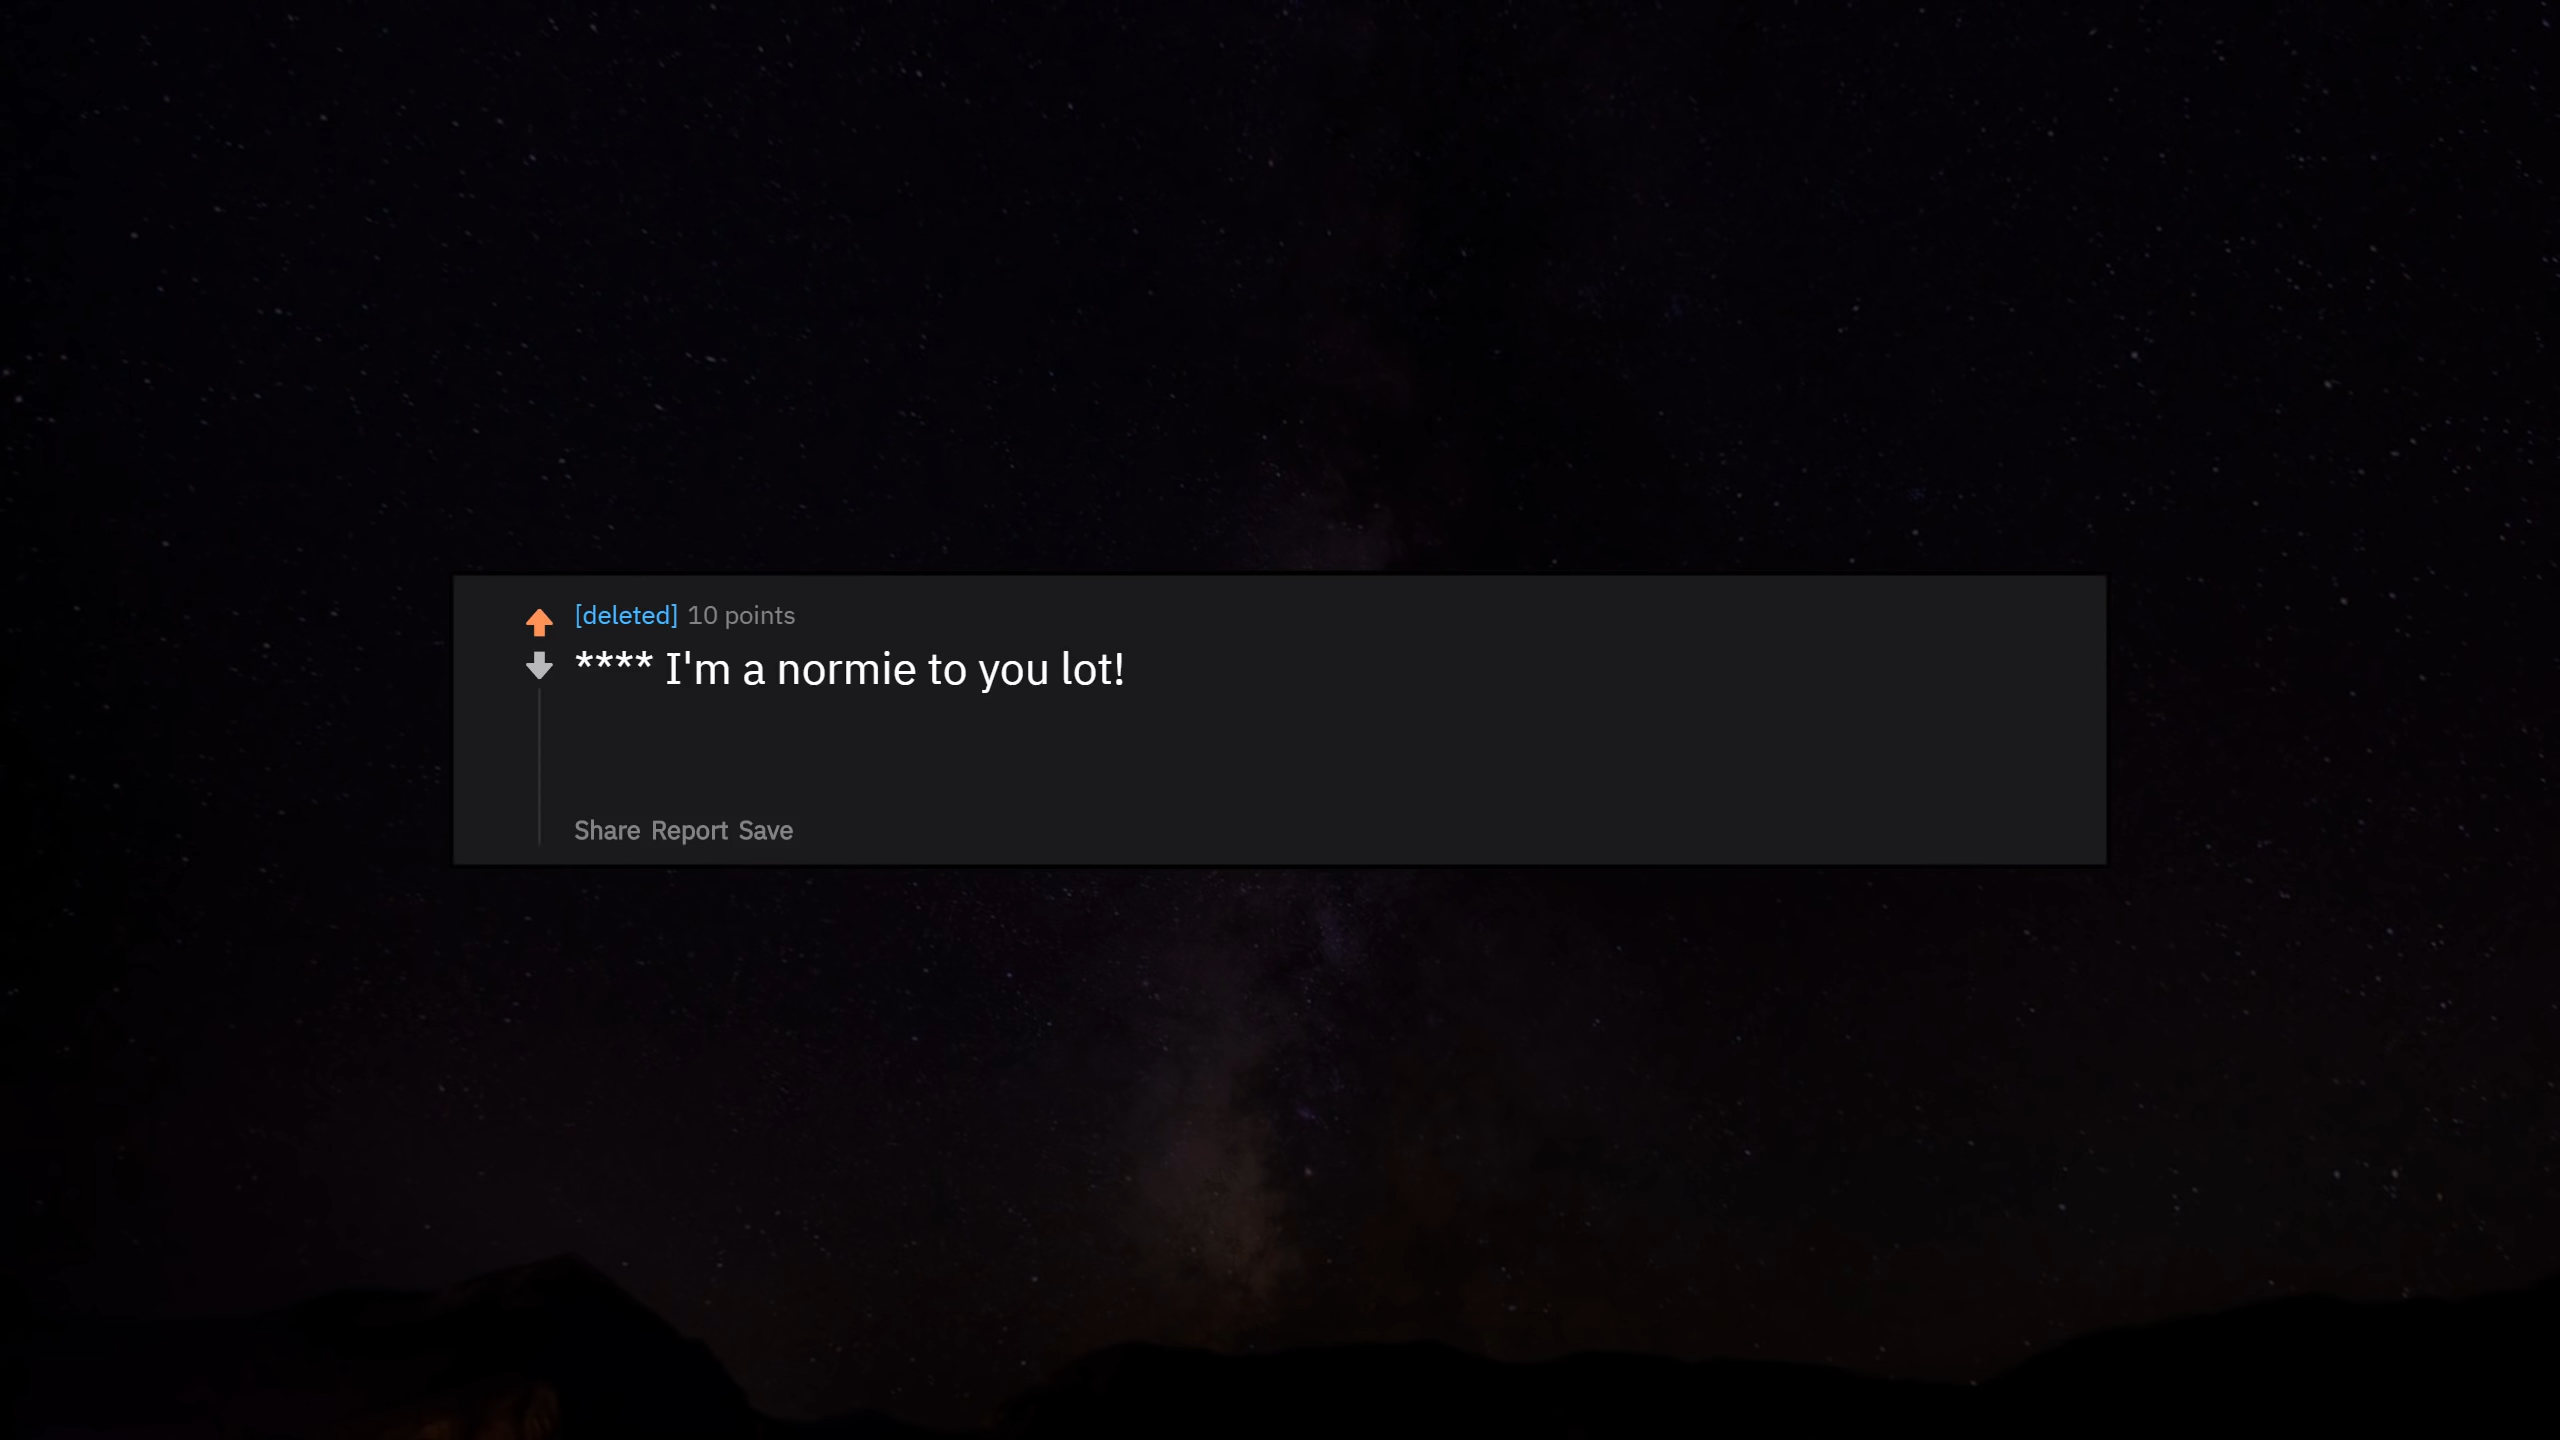 [deleted] 10 points
**** I'm a normie to you lot!
Share Report Save